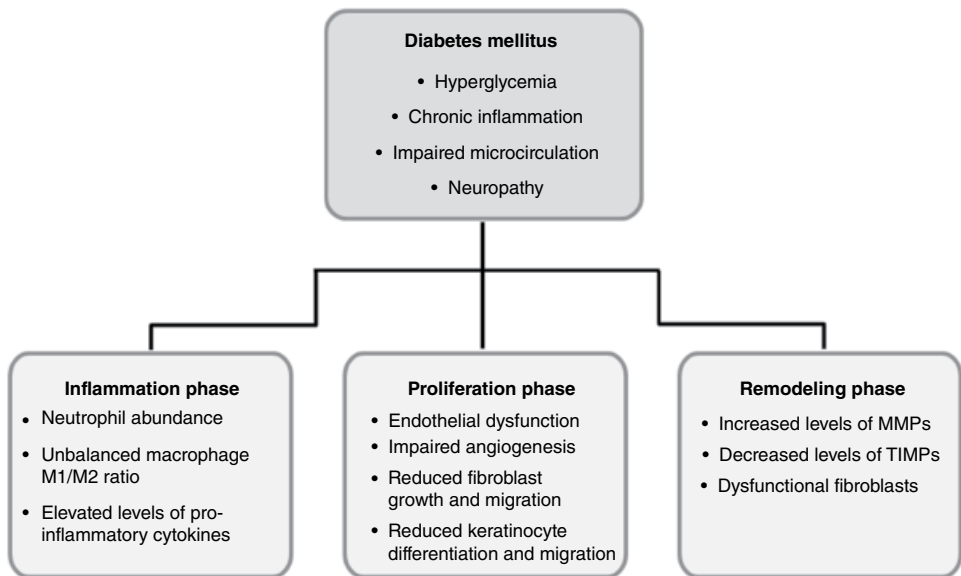 Diabetes mellitus
• Hyperglycemia
• Chronic inflammation
• Impaired microcirculation
• Neuropathy
Inflammation phase
• Neutrophil abundance
• Unbalanced macrophage
M1/M2 ratio
• Elevated levels of pro-
inflammatory cytokines
Proliferation phase
• Endothelial dysfunction
• Impaired angiogenesis
• Reduced fibroblast
growth and migration
• Reduced keratinocyte
differentiation and migration
Remodeling phase
• Increased levels of MMPs
• Decreased levels of TIMPs
• Dysfunctional fibroblasts